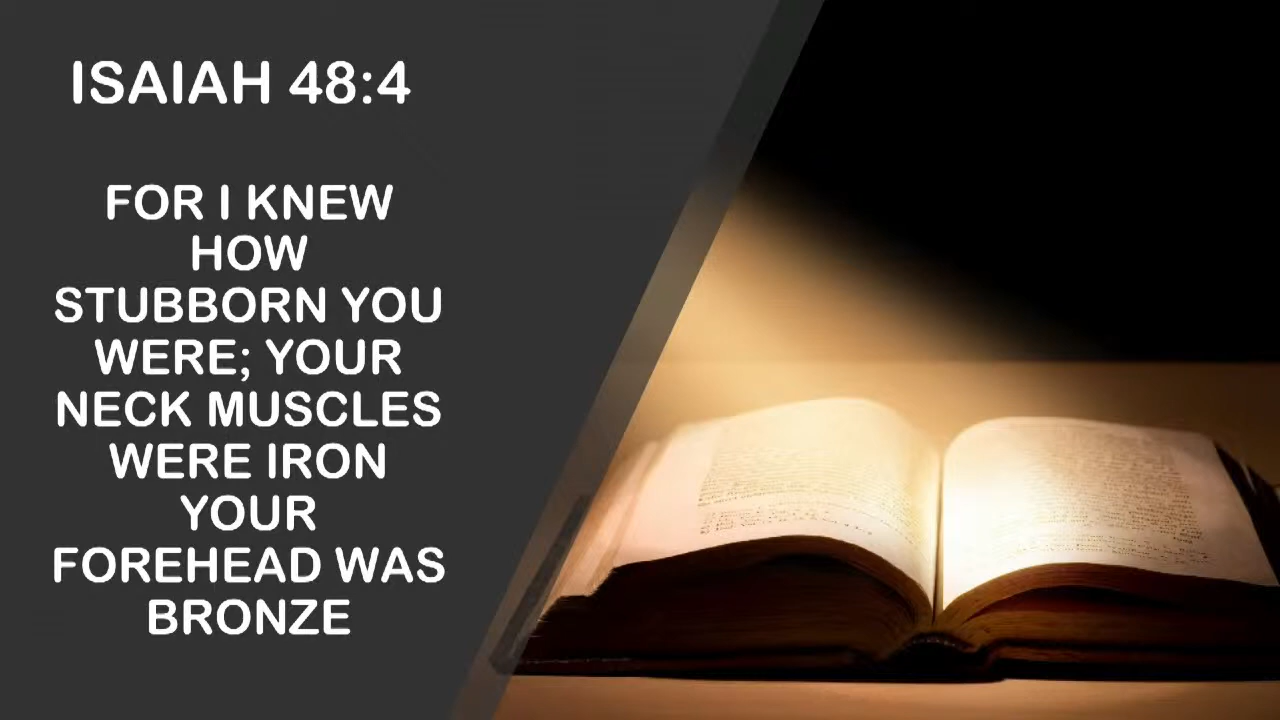 ISAIAH 48:4
FOR I KNEW
HOW
STUBBORN YOU
WERE; YOUR
NECK MUSCLES
WERE IRON
YOUR
FOREHEAD WAS
BRONZE